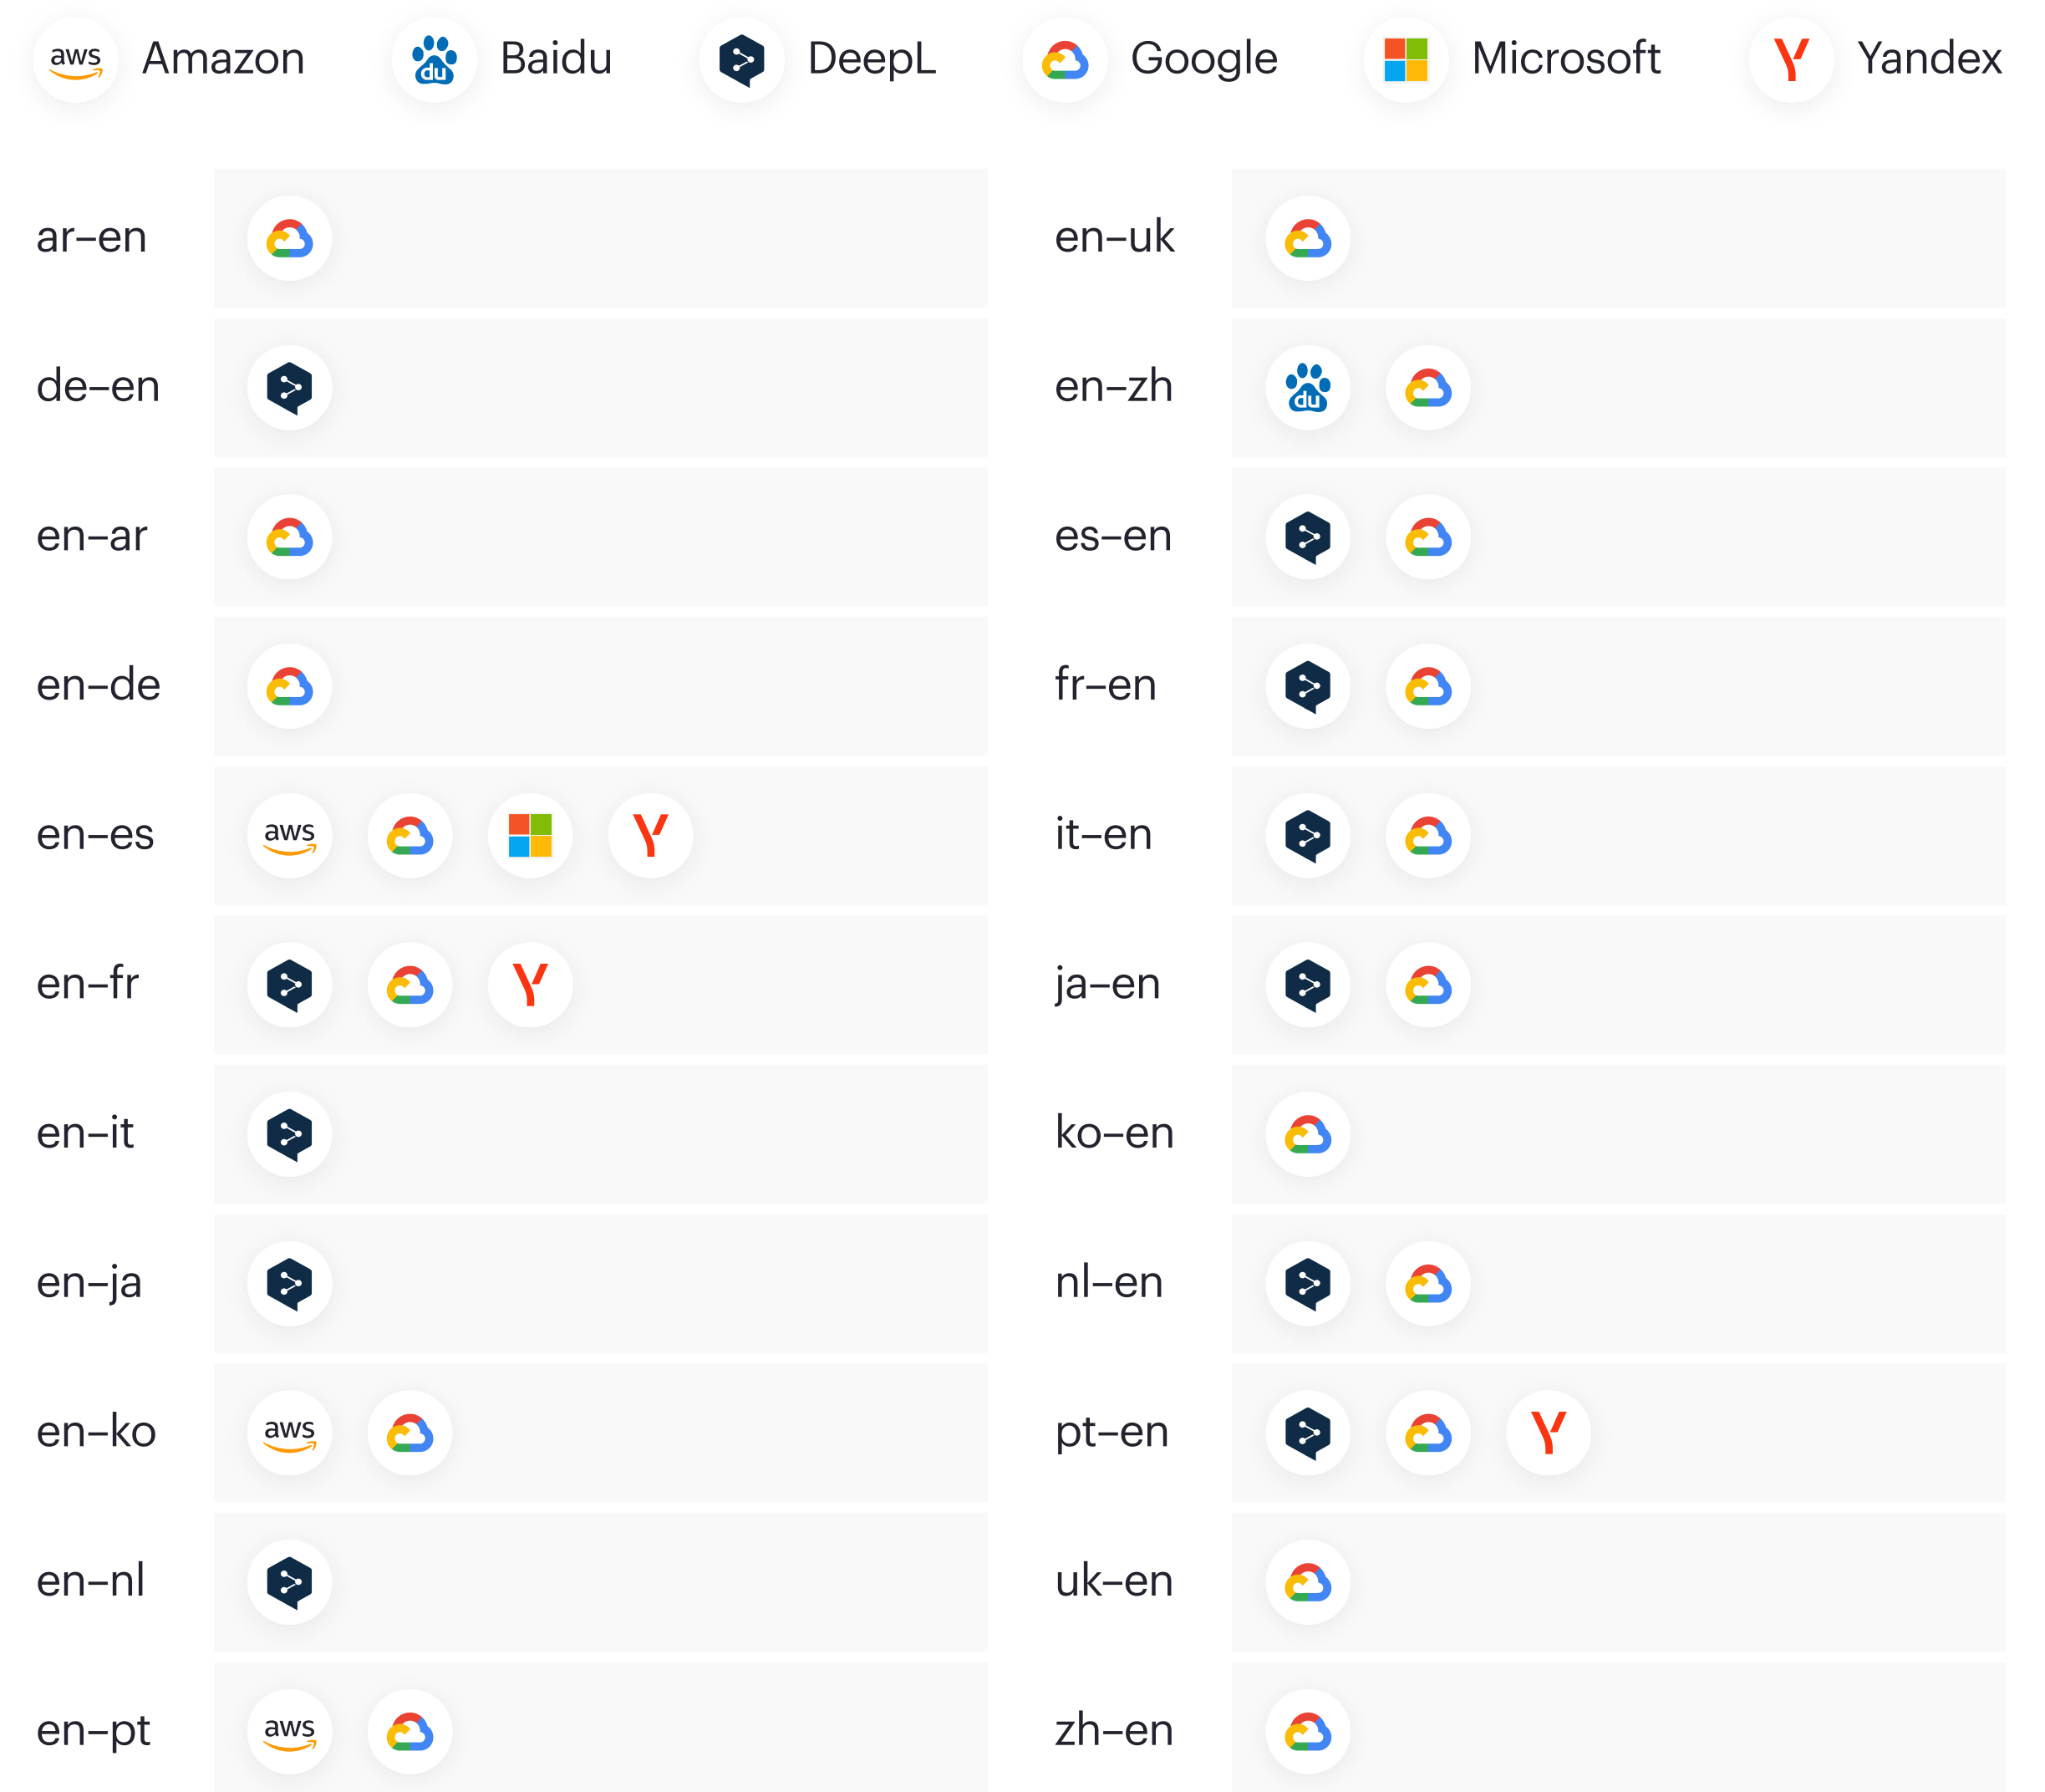 aws Amazon du Baidu DeepL Google Microsoft Yandex
ar–en
de–en
en–ar
en–de
en–es aws
en–fr
en–it
en–ja
en–ko aws
en–nl
en–pt aws
en–uk
en–zh du
es–en
fr–en
it–en
ja–en
ko–en
nl–en
pt–en
uk–en
zh–en